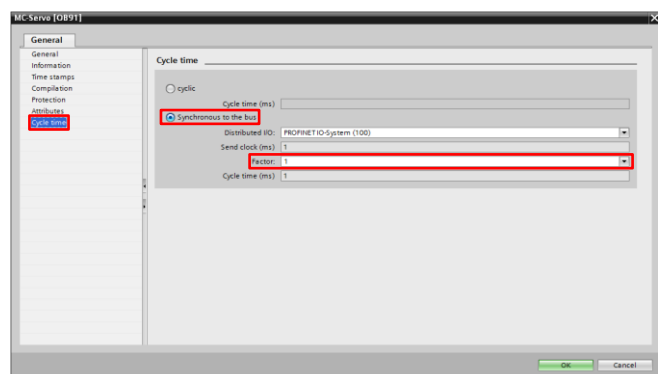 MC-Servo [OB91]
General
General
Information
Time stamps
Compilation
Protection
Attributes
Cycle time
Cycle time
cyclic
Cycle time (ms)
Synchronous to the bus
Distributed I/O: PROFINET IO-System (100)
Send clock (ms) 1
Factor: 1
Cycle time (ms) 1
OK Cancel